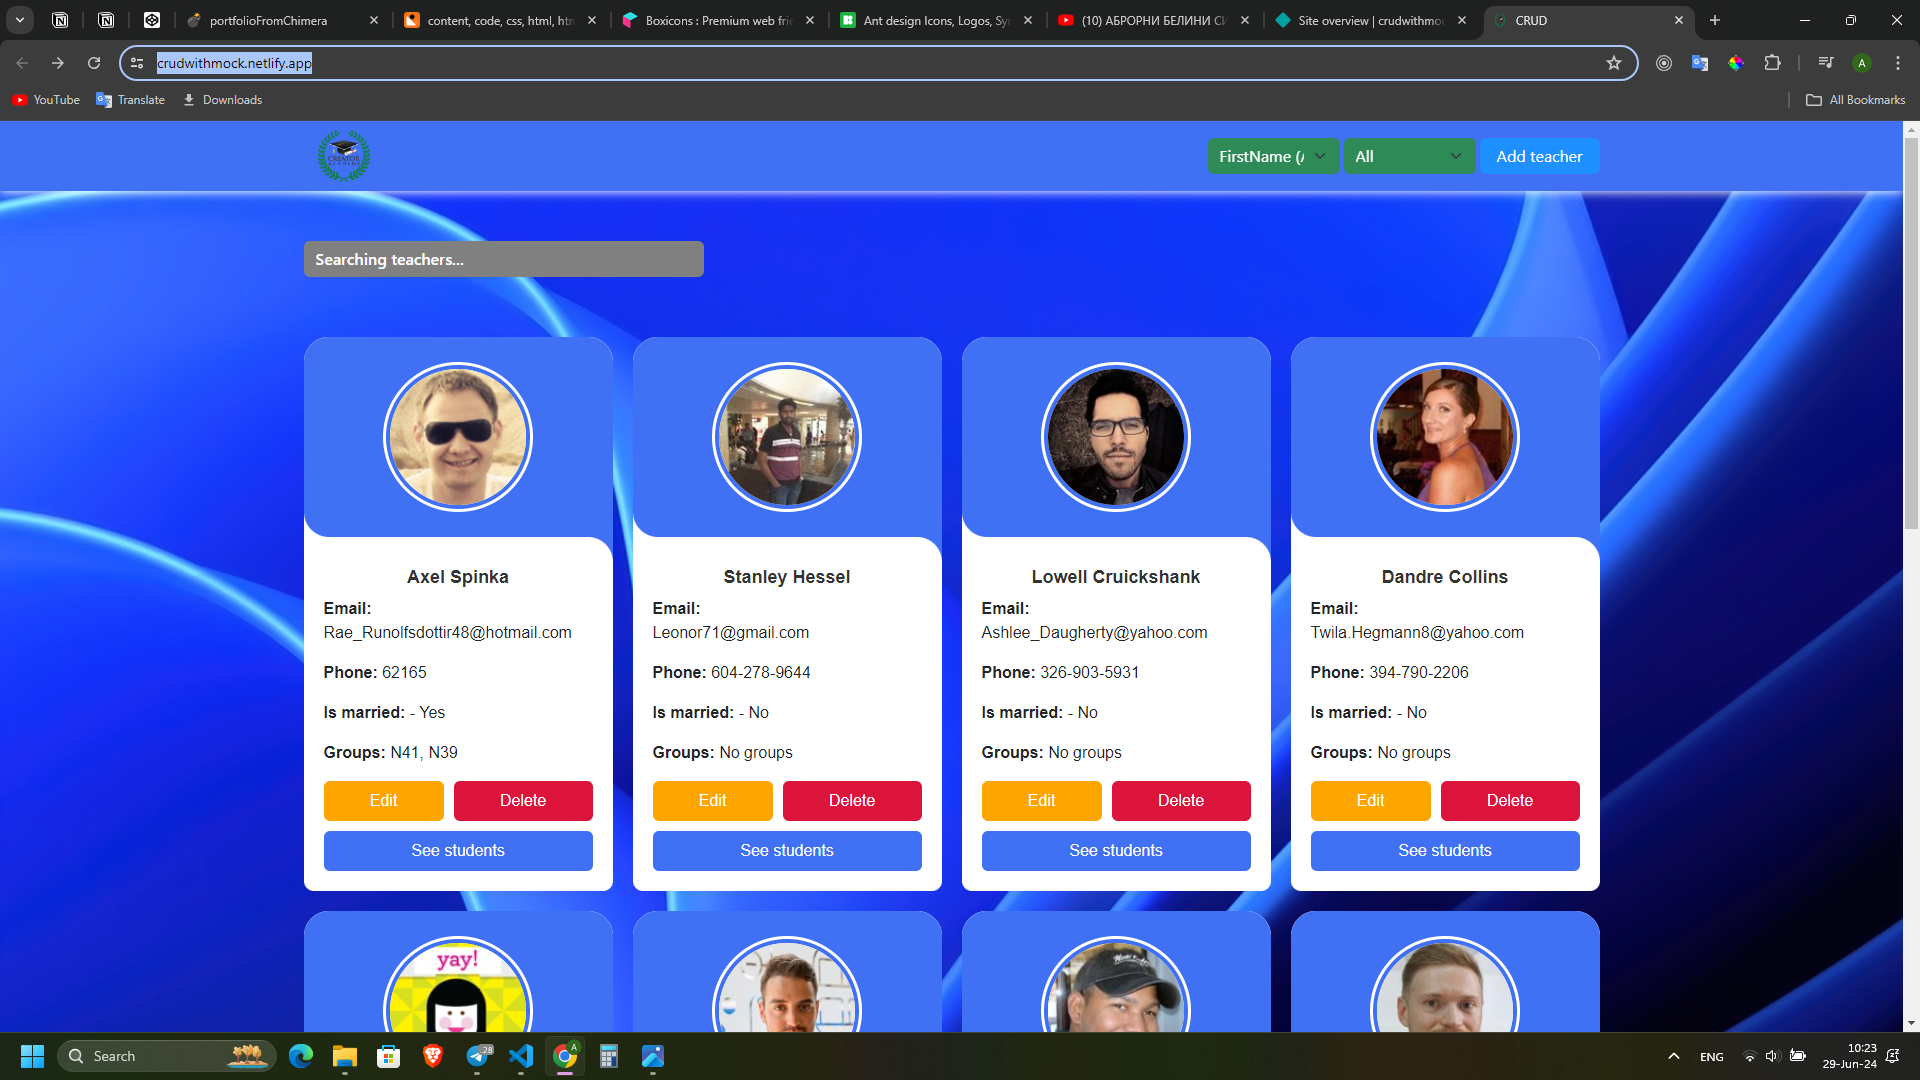 portfolioFromChimera
content, code, css, html, htm
Boxicons : Premium web frie
Ant design Icons, Logos, Sy
(10) АБРОРНИ БЕЛИНИ СИ
Site overview | crudwithmo
CRUD
crudwithmock.netlify.app
A
YouTube
Translate
Downloads
All Bookmarks
CREATOR
ACADEMY
FirstName (A
All
Add teacher
Searching teachers...
Axel Spinka
Email:
Rae_Runolfsdottir48@hotmail.com
Phone: 62165
Is married: - Yes
Groups: N41, N39
Edit
Delete
See students
Stanley Hessel
Email:
Leonor71@gmail.com
Phone: 604-278-9644
Is married: - No
Groups: No groups
Edit
Delete
See students
Lowell Cruickshank
Email:
Ashlee_Daugherty@yahoo.com
Phone: 326-903-5931
Is married: - No
Groups: No groups
Edit
Delete
See students
Dandre Collins
Email:
Twila.Hegmann8@yahoo.com
Phone: 394-790-2206
Is married: - No
Groups: No groups
Edit
Delete
See students
yay!
Search
28
A
ENG
10:23
29-Jun-24